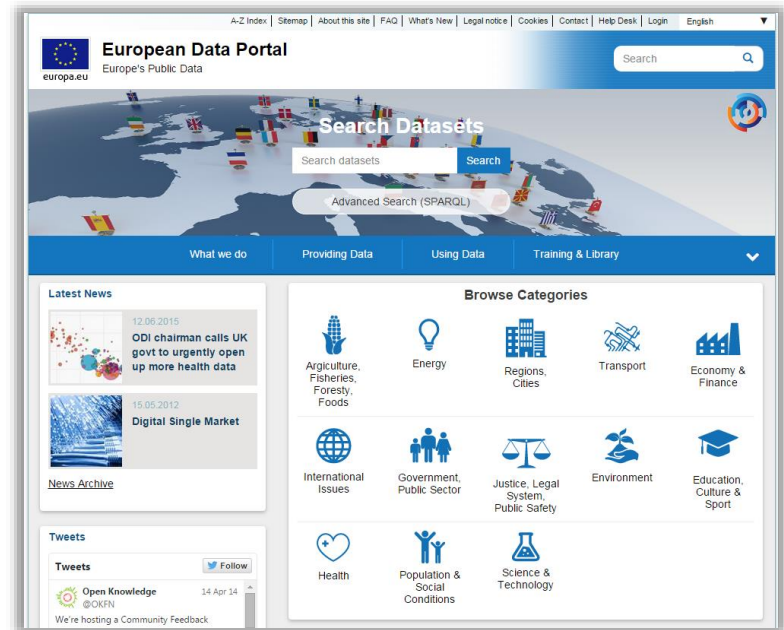 A-Z Index | Sitemap | About this site | FAQ | What's New | Legal notice | Cookies | Contact | Help Desk | Login English ▼
European Data Portal
Europe's Public Data
europa.eu
Search
Search Datasets
Search datasets
Search
Advanced Search (SPARQL)
What we do
Providing Data
Using Data
Training & Library
Latest News
12.06.2015
ODI chairman calls UK
govt to urgently open
up more health data
15.05.2012
Digital Single Market
News Archive
Tweets
Tweets
Follow
Open Knowledge
14 Apr 14
@OKFN
We're hosting a Community Feedback
Browse Categories
Argiculture,
Fisheries,
Foresty,
Foods
Energy
Regions,
Cities
Transport
Economy &
Finance
International
Issues
Government,
Public Sector
Justice, Legal
System,
Public Safety
Environment
Education,
Culture &
Sport
Health
Population &
Social
Conditions
Science &
Technology